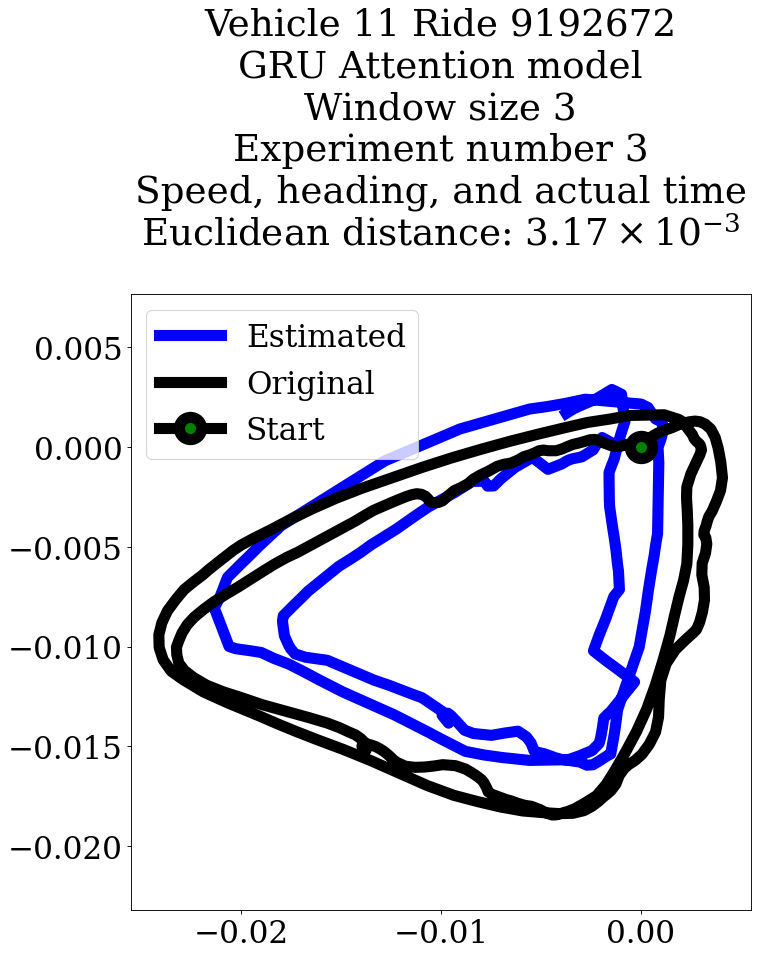 Vehicle 11 Ride 9192672
GRU Attention model
Window size 3
Experiment number 3
Speed, heading, and actual time
Euclidean distance: 3.17 × 10⁻³
Estimated
Original
Start
0.005
0.000
−0.005
−0.010
−0.015
−0.020
−0.02
−0.01
0.00